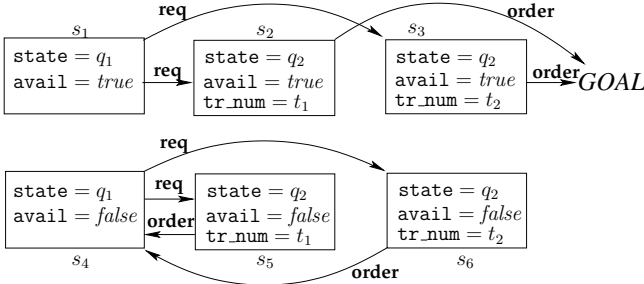 req
order
s₁
s₂
s₃
state = q₁
avail = true
req
state = q₂
avail = true
tr_num = t₁
state = q₂
avail = true
tr_num = t₂
order
GOAL
req
state = q₁
avail = false
req
order
state = q₂
avail = false
tr_num = t₁
state = q₂
avail = false
tr_num = t₂
s₄
s₅
order
s₆